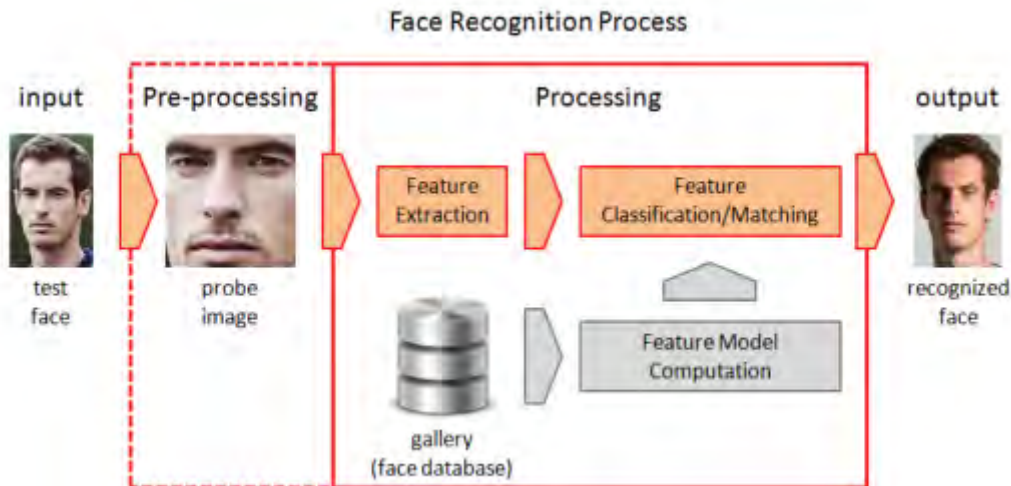 Face Recognition Process
input
Pre-processing
Processing
output
Feature
Extraction
Feature
Classification/Matching
test
face
probe
image
recognized
face
Feature Model
Computation
gallery
(face database)